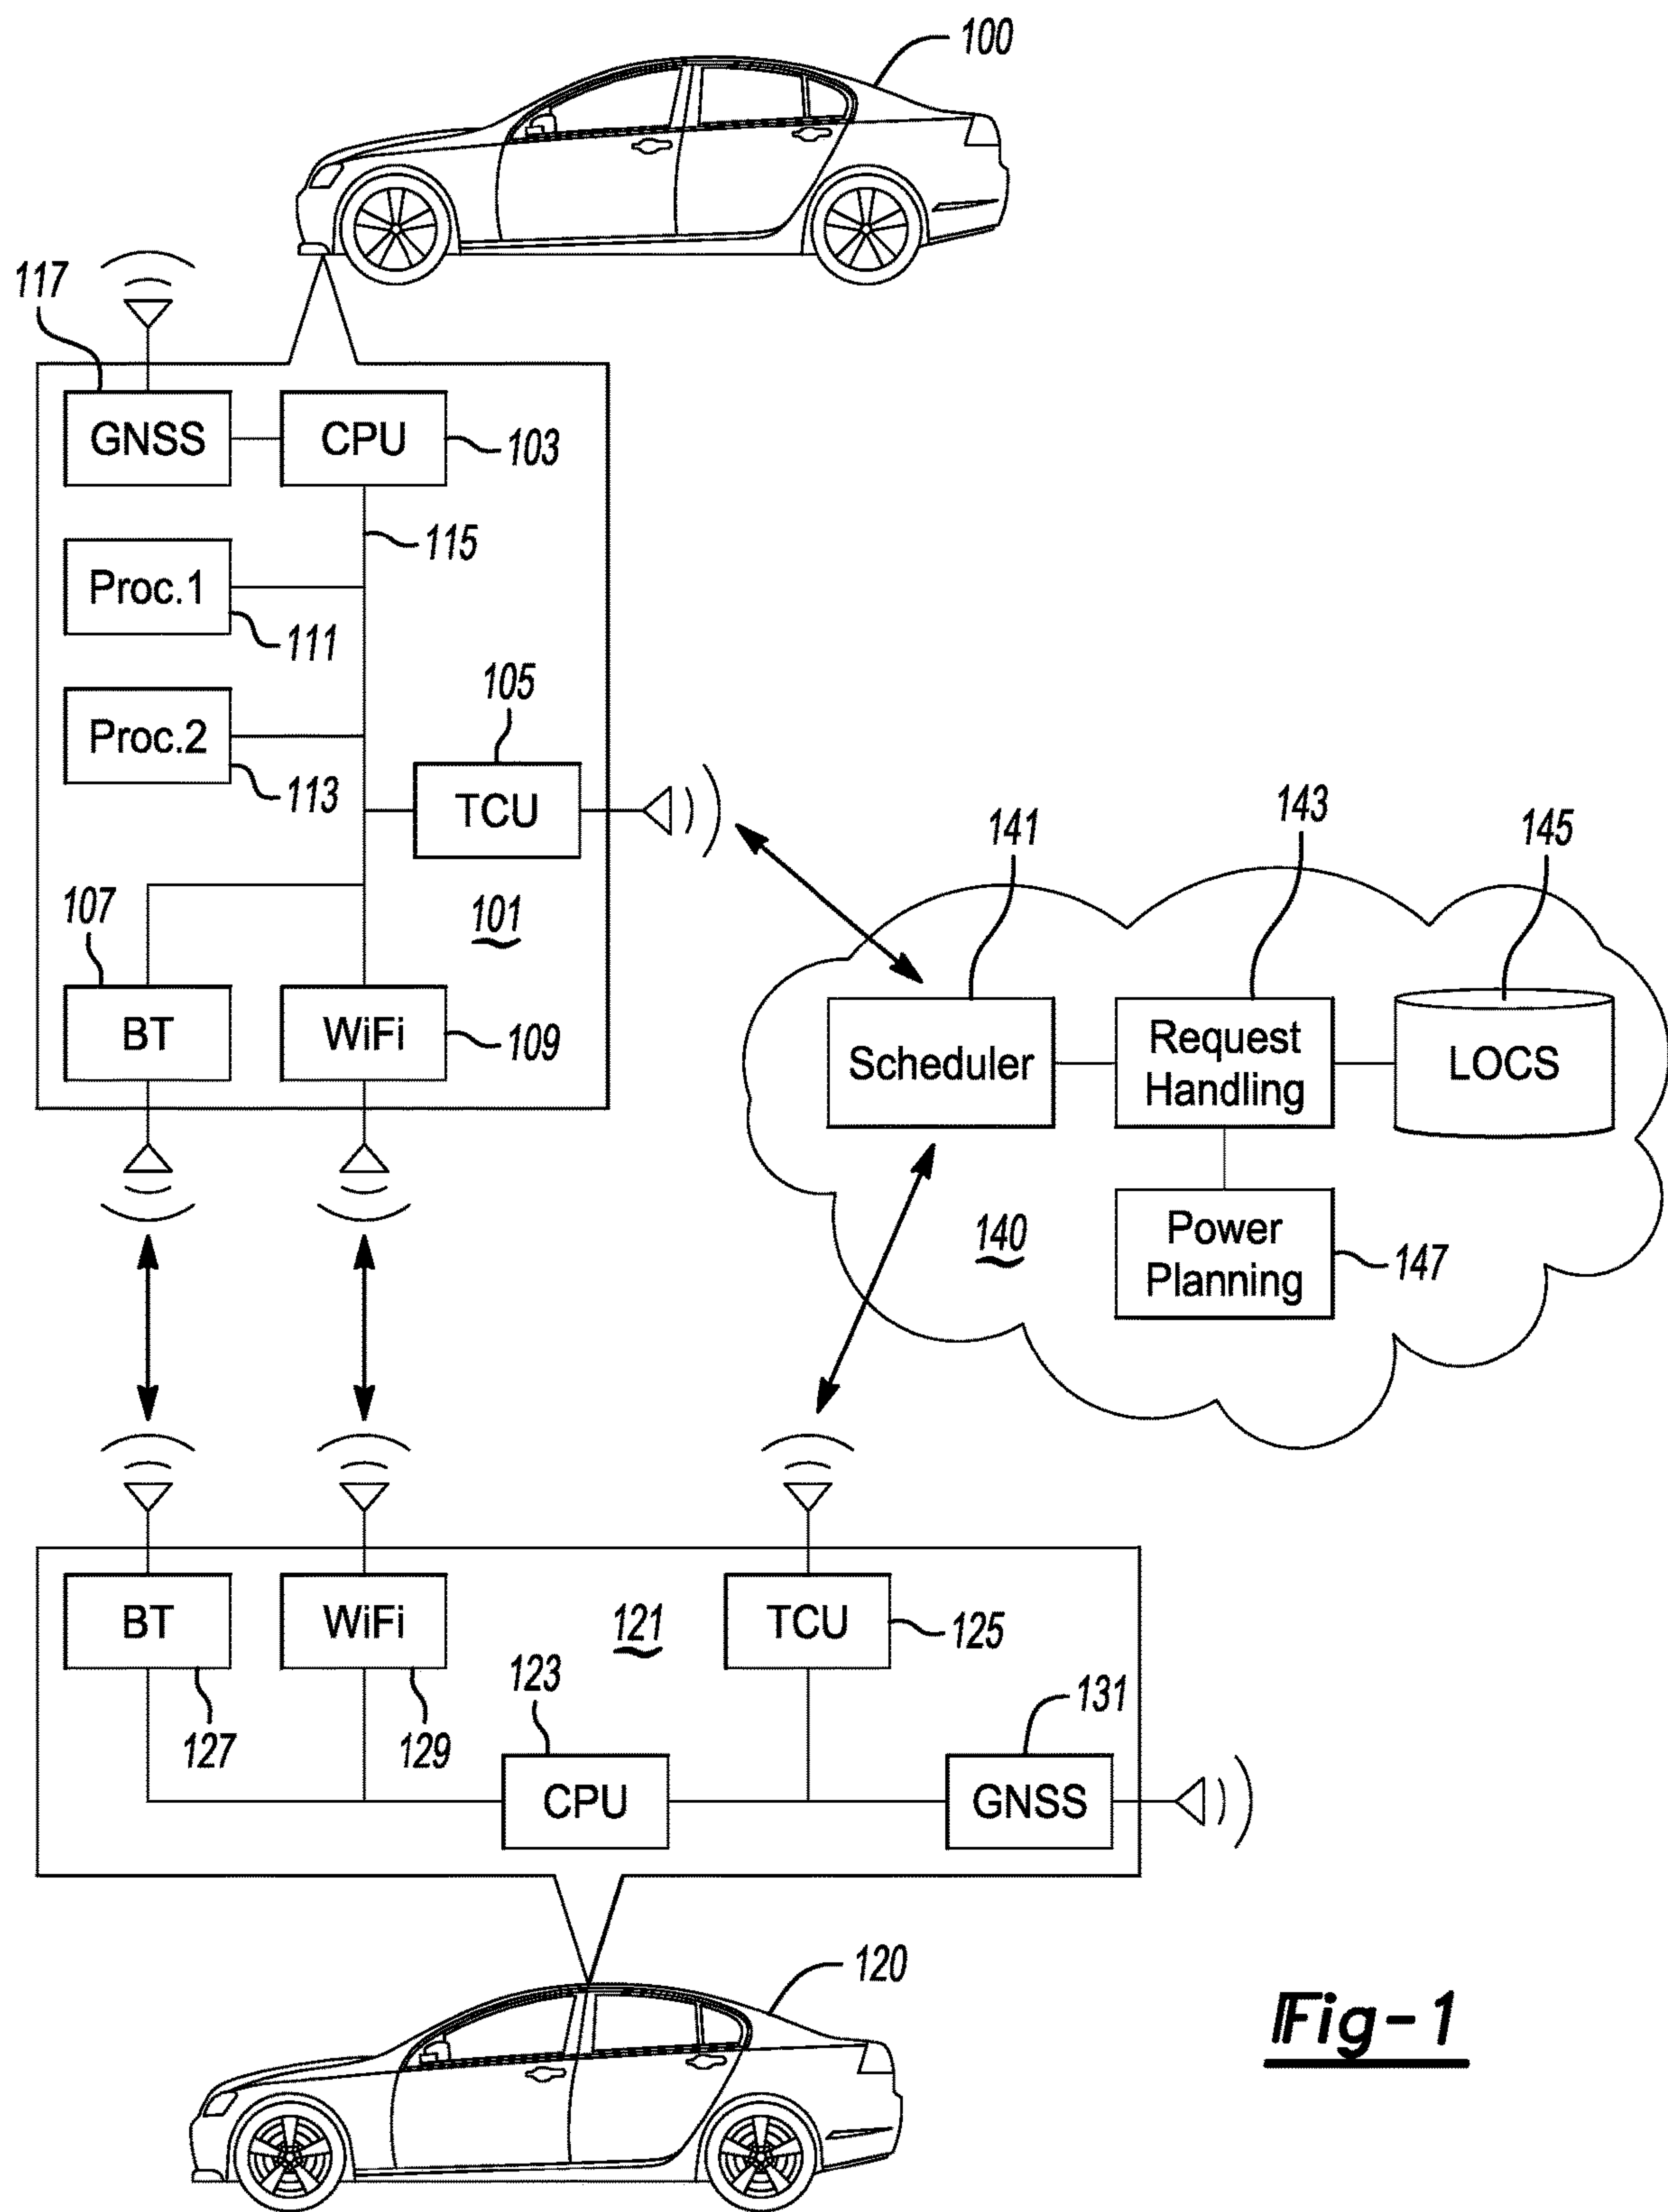 100
117
GNSS
CPU
103
115
Proc.1
111
105
Proc.2
113
TCU
107
101
BT
WiFi
109
141
143
145
Scheduler
Request
Handling
LOCS
140
Power
Planning
147
BT
WiFi
121
TCU
125
127
129
123
131
CPU
GNSS
120
Fig-1